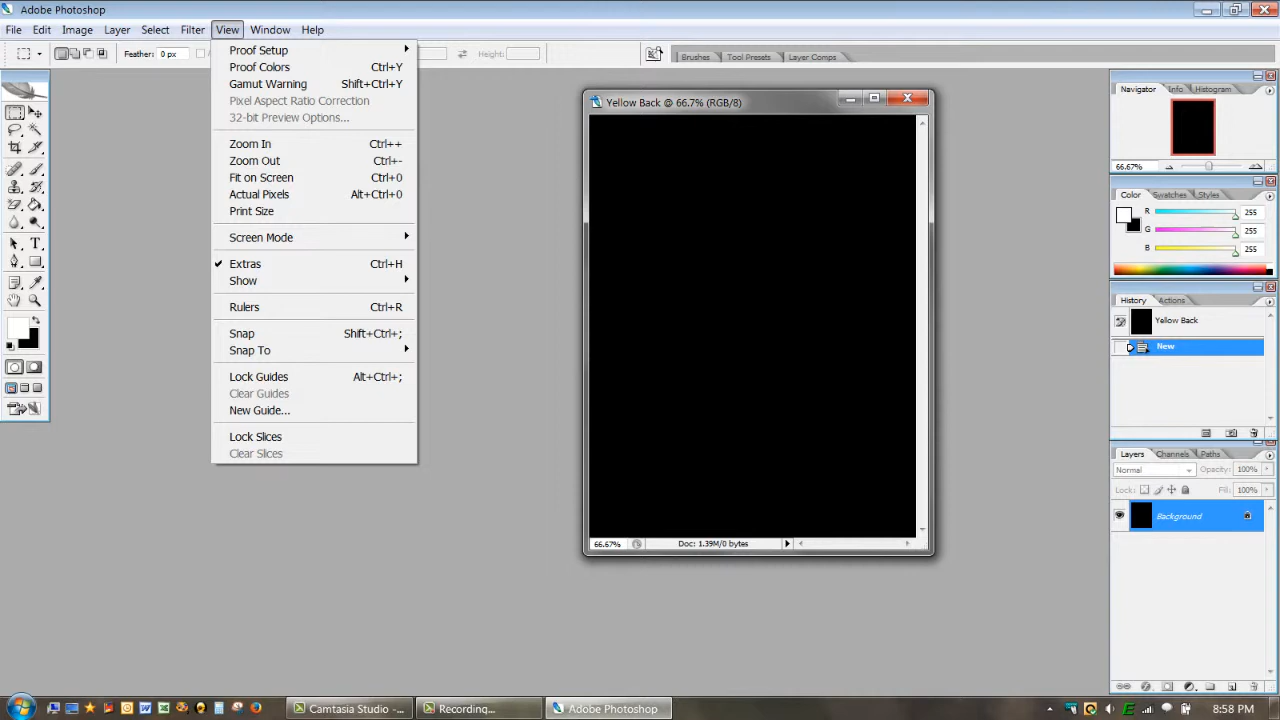 Adobe Photoshop
File Edit Image Layer Select Filter View Window Help
Feather: 0 px Height: Brushes Tool Presets Layer Comps
Proof Setup
Proof Colors Ctrl+Y
Gamut Warning Shift+Ctrl+Y
Pixel Aspect Ratio Correction
32-bit Preview Options...
Zoom In Ctrl++
Zoom Out Ctrl+-
Fit on Screen Ctrl+0
Actual Pixels Alt+Ctrl+0
Print Size
Screen Mode
Extras Ctrl+H
Show
Rulers Ctrl+R
Snap Shift+Ctrl+;
Snap To
Lock Guides Alt+Ctrl+;
Clear Guides
New Guide...
Lock Slices
Clear Slices
Yellow Back @ 66.7% (RGB/8)
66.67% Doc: 1.39M/0 bytes
Navigator Info Histogram
66.67%
Color Swatches Styles
R 255
G 255
B 255
History Actions
Yellow Back
New
Layers Channels Paths
Normal Opacity: 100%
Lock: Fill: 100%
Background
Camtasia Studio -... Recording... Adobe Photoshop 8:58 PM